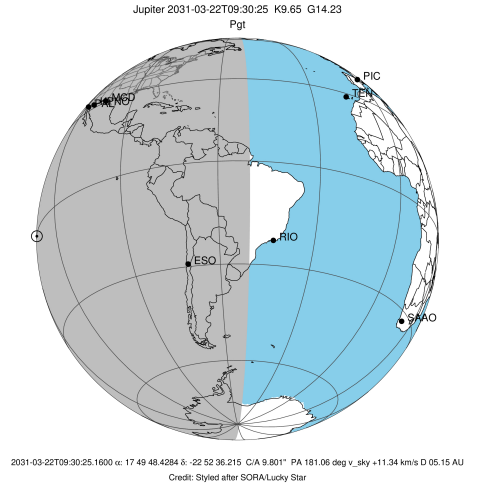 Jupiter 2031-03-22T09:30:25 K9.65 G14.23
Pgt
PIC
TEN
MCD
RIO
ESO
SAAO
2031-03-22T09:30:25.1600 α: 17 49 48.4284 δ: -22 52 36.215 C/A 9.801" PA 181.06 deg v_sky +11.34 km/s D 05.15 AU
Credit: Styled after SORA/Lucky Star